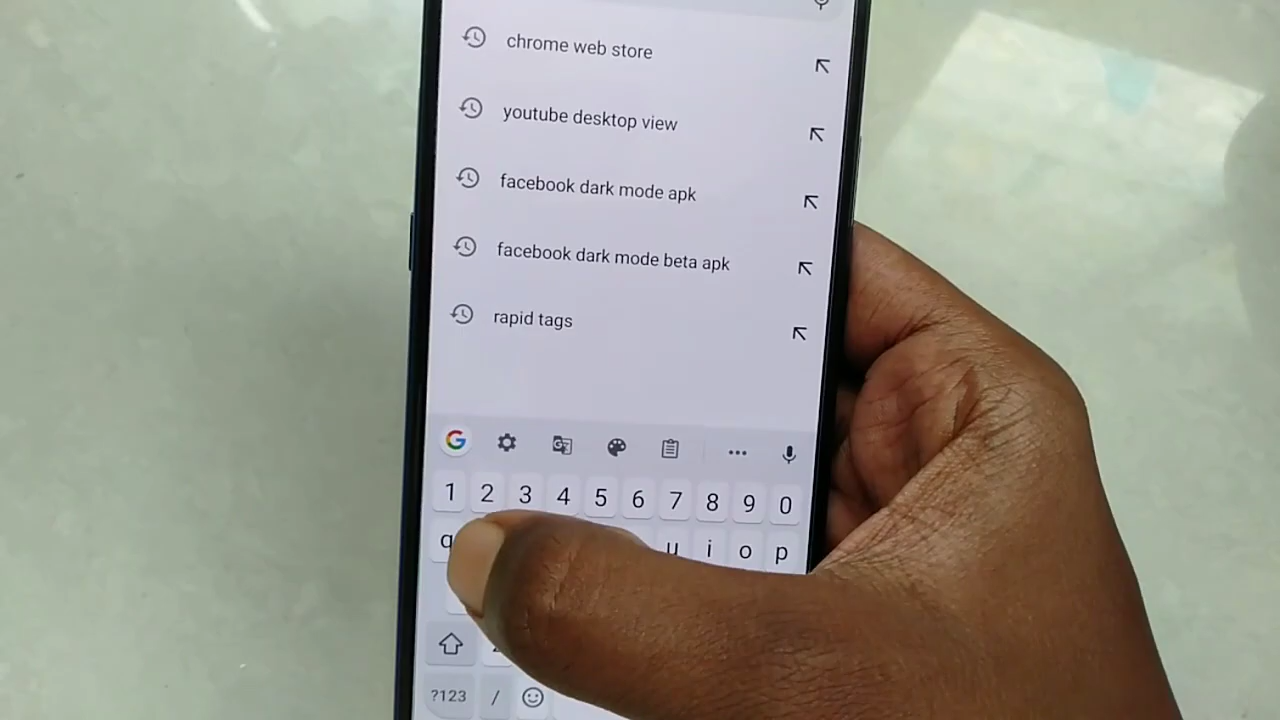 chrome web store
youtube desktop view
facebook dark mode apk
facebook dark mode beta apk
rapid tags
G
1 2 3 4 5 6 7 8 9 0
q u i o p
?123 /